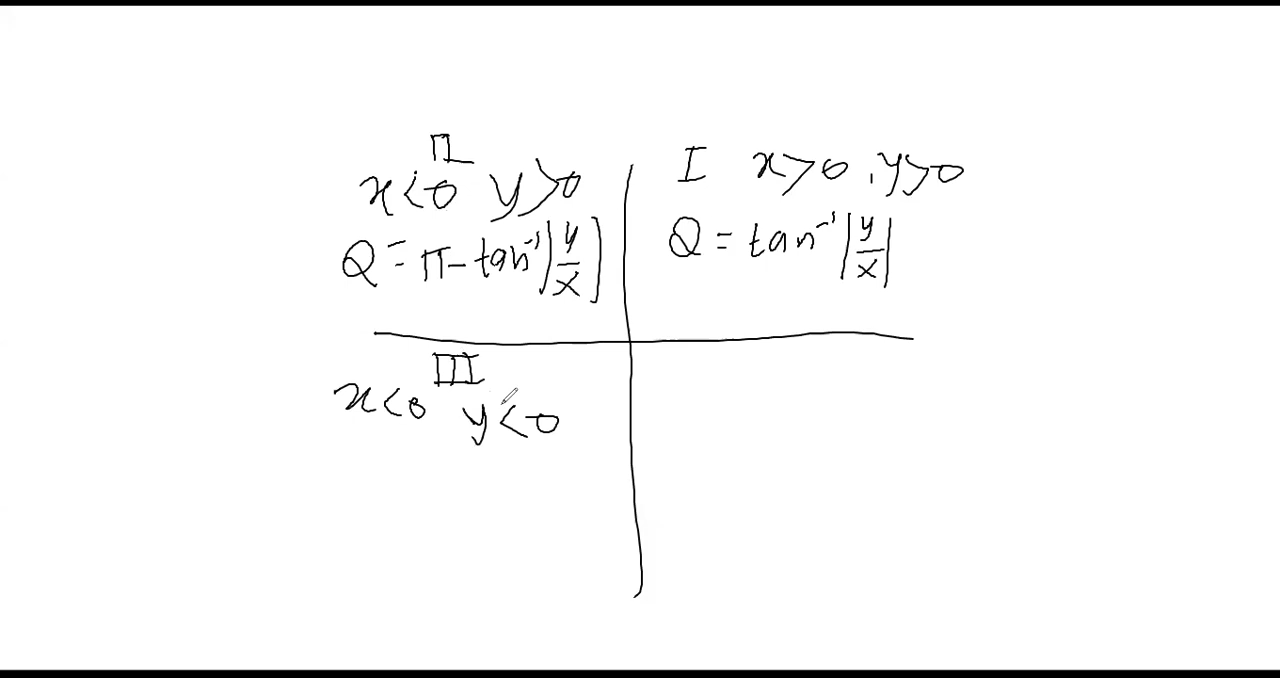 II
x<0 y>0
Q = π - tan⁻¹|y/x|
I x>0, y>0
Q = tan⁻¹|y/x|
III
x<0 y<0